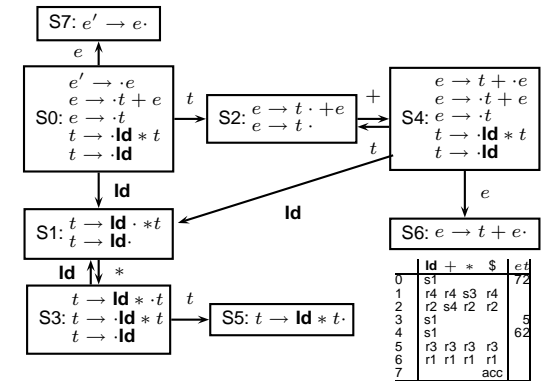 S7: e′ → e·
e
S0:
e′ → ·e
e → ·t + e
e → ·t
t → ·Id ∗ t
t → ·Id
t
S2:
e → t · +e
e → t ·
+
t
S4:
e → t + ·e
e → ·t + e
e → ·t
t → ·Id ∗ t
t → ·Id
Id
Id
e
S1:
t → Id · ∗t
t → Id·
S6: e → t + e·
Id
∗
S3:
t → Id ∗ ·t
t → ·Id ∗ t
t → ·Id
t
S5: t → Id ∗ t·
Id + ∗ $ e t
0 s1 7 2
1 r4 r4 s3 r4
2 r2 s4 r2 r2
3 s1 5
4 s1 6 2
5 r3 r3 r3 r3
6 r1 r1 r1 r1
7 acc